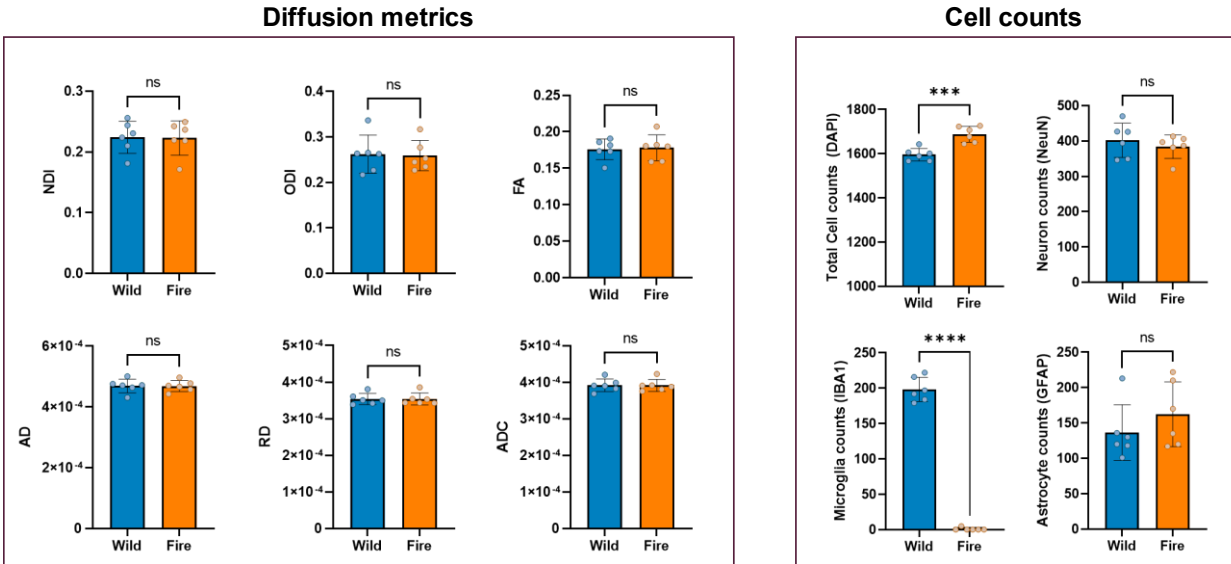 Diffusion metrics
NDI
0.3
0.2
0.1
0.0
ns
Wild
Fire
ODI
0.4
0.3
0.2
0.1
0.0
ns
Wild
Fire
FA
0.25
0.20
0.15
0.10
0.05
0.00
ns
Wild
Fire
AD
6×10⁻⁴
4×10⁻⁴
2×10⁻⁴
0
ns
Wild
Fire
RD
5×10⁻⁴
4×10⁻⁴
3×10⁻⁴
2×10⁻⁴
1×10⁻⁴
0
ns
Wild
Fire
ADC
5×10⁻⁴
4×10⁻⁴
3×10⁻⁴
2×10⁻⁴
1×10⁻⁴
0
ns
Wild
Fire
Cell counts
Total Cell counts (DAPI)
1800
1600
1400
1200
1000
***
Wild
Fire
Neuron counts (NeuN)
500
400
300
200
100
0
ns
Wild
Fire
Microglia counts (IBA1)
250
200
150
100
50
0
****
Wild
Fire
Astrocyte counts (GFAP)
250
200
150
100
50
0
ns
Wild
Fire